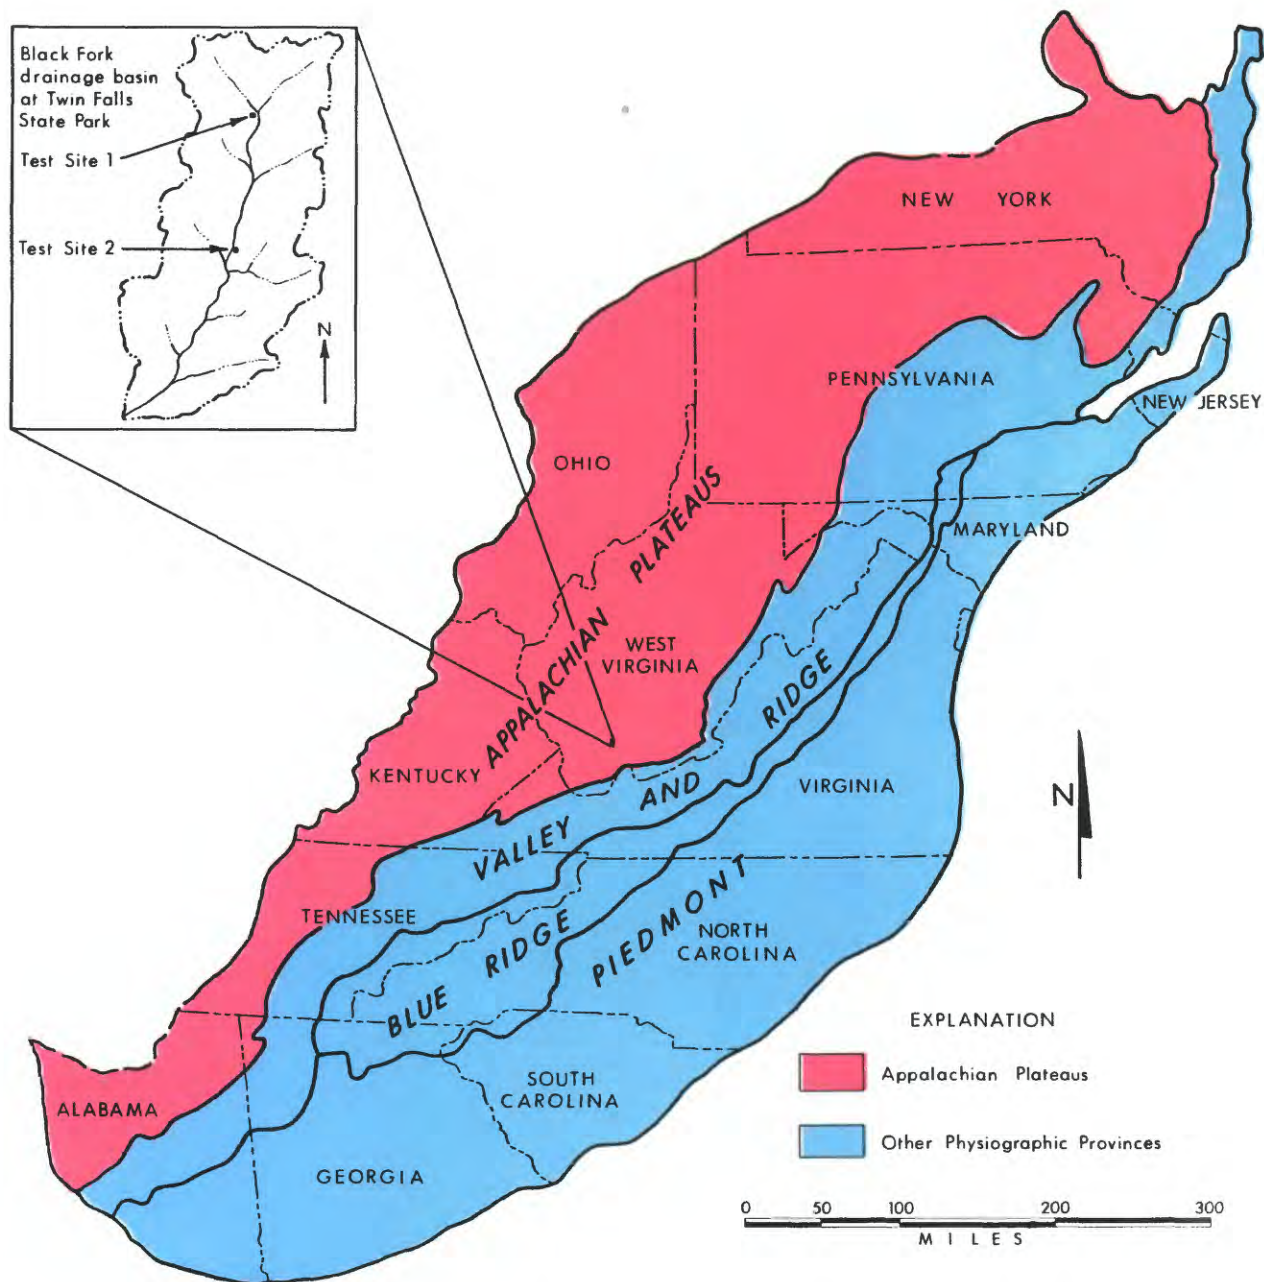 Black Fork
drainage basin
at Twin Falls
State Park
Test Site 1
Test Site 2
N
NEW YORK
PENNSYLVANIA
NEW JERSEY
OHIO
MARYLAND
APPALACHIAN PLATEAUS
WEST
VIRGINIA
KENTUCKY
VALLEY AND RIDGE
VIRGINIA
N
TENNESSEE
BLUE RIDGE
PIEDMONT
NORTH
CAROLINA
SOUTH
CAROLINA
ALABAMA
GEORGIA
EXPLANATION
Appalachian Plateaus
Other Physiographic Provinces
0 50 100 200 300
MILES